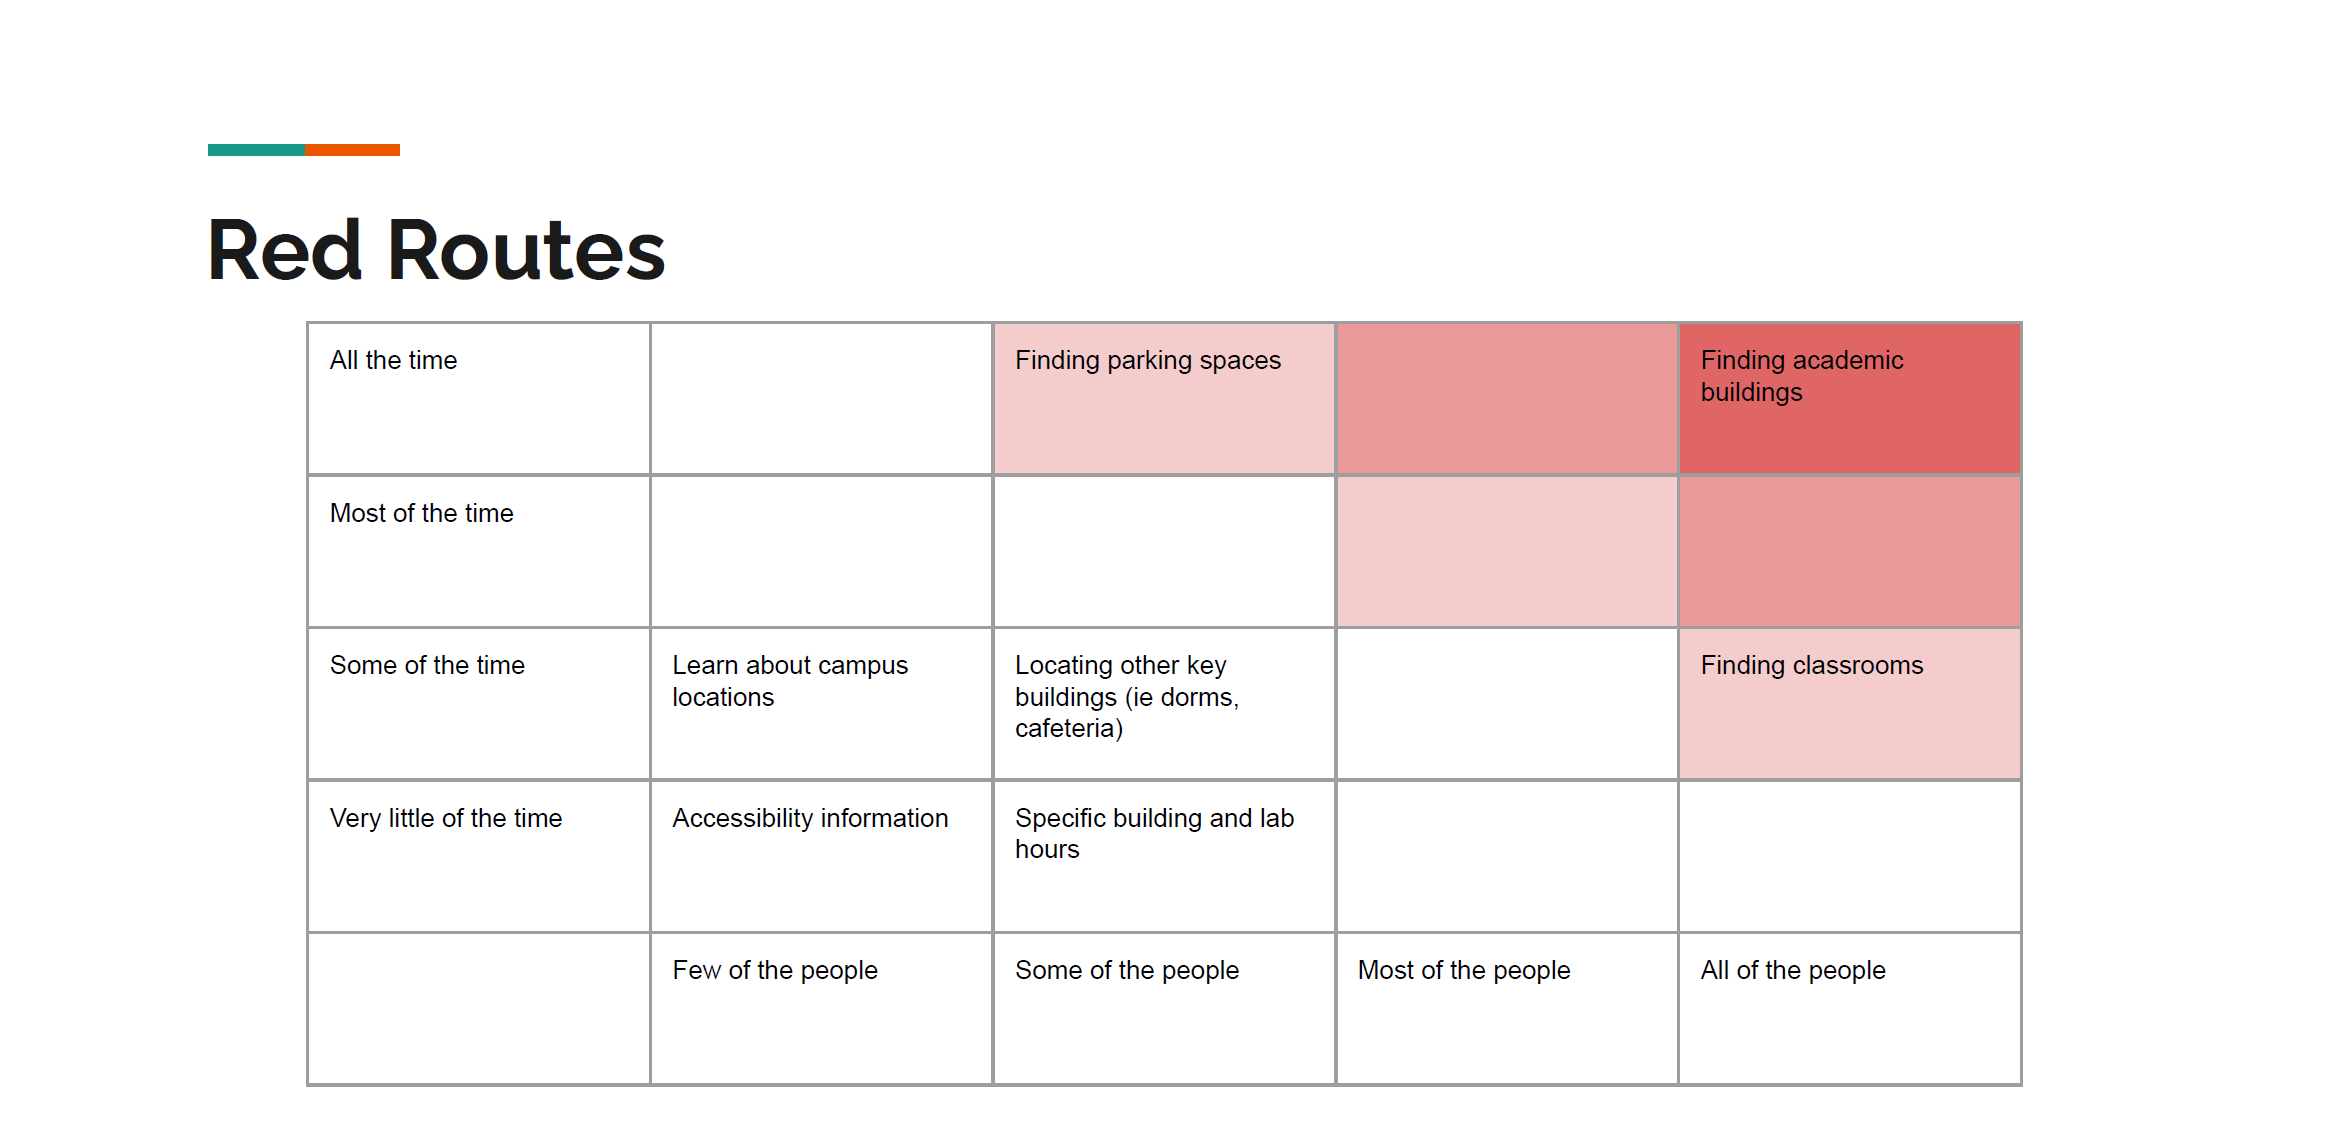 Red Routes
All the time
Finding parking spaces
Finding academic
buildings
Most of the time
Some of the time
Learn about campus
locations
Locating other key
buildings (ie dorms,
cafeteria)
Finding classrooms
Very little of the time
Accessibility information
Specific building and lab
hours
Few of the people
Some of the people
Most of the people
All of the people